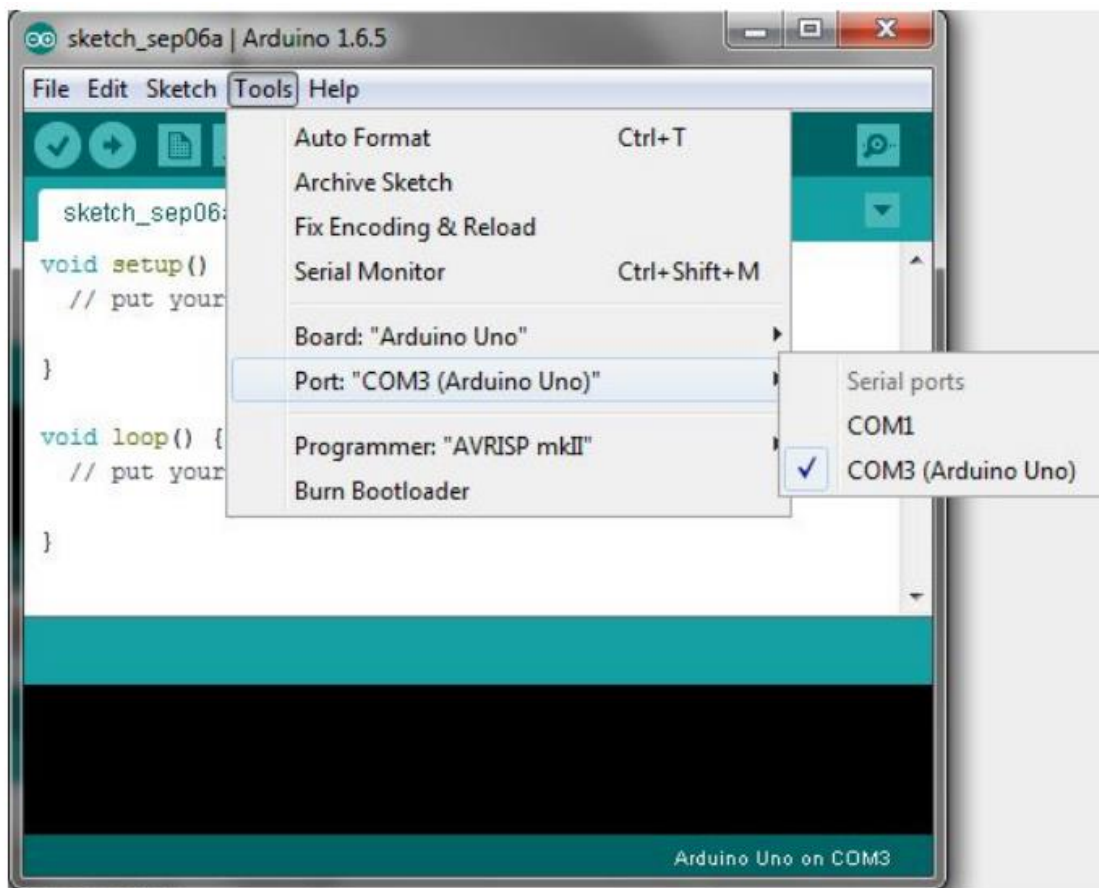 sketch_sep06a | Arduino 1.6.5
File Edit Sketch Tools Help
Auto Format Ctrl+T
Archive Sketch
sketch_sep06a
Fix Encoding & Reload
void setup()
Serial Monitor Ctrl+Shift+M
// put your
Board: "Arduino Uno"
}
Port: "COM3 (Arduino Uno)"
Serial ports
COM1
COM3 (Arduino Uno)
void loop() {
Programmer: "AVRISP mkII"
// put your
Burn Bootloader
}
Arduino Uno on COM3